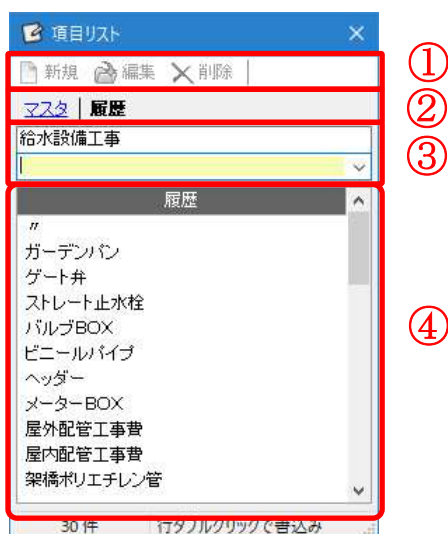 項目リスト
新規 編集 削除
①
マスタ 履歴
②
給水設備工事
③
履歴
〃
ガーデンパン
ゲート弁
ストレート止水栓
バルブBOX
ビニールパイプ
④
ヘッダー
メーターBOX
屋外配管工事費
屋内配管工事費
架橋ポリエチレン管
30 件 行ダブルクリックで書込み